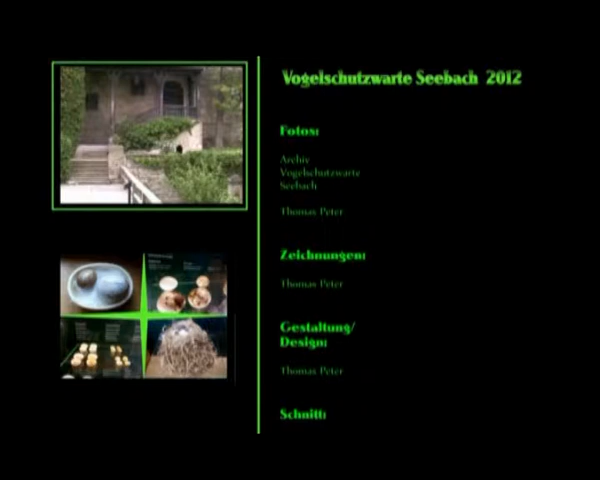 Vogelschutzwarte Seebach 2012
Fotos:
Archiv
Vogelschutzwarte
Seebach
Thomas Peter
Zeichnungen:
Thomas Peter
Gestaltung/
Design:
Thomas Peter
Schnitt: